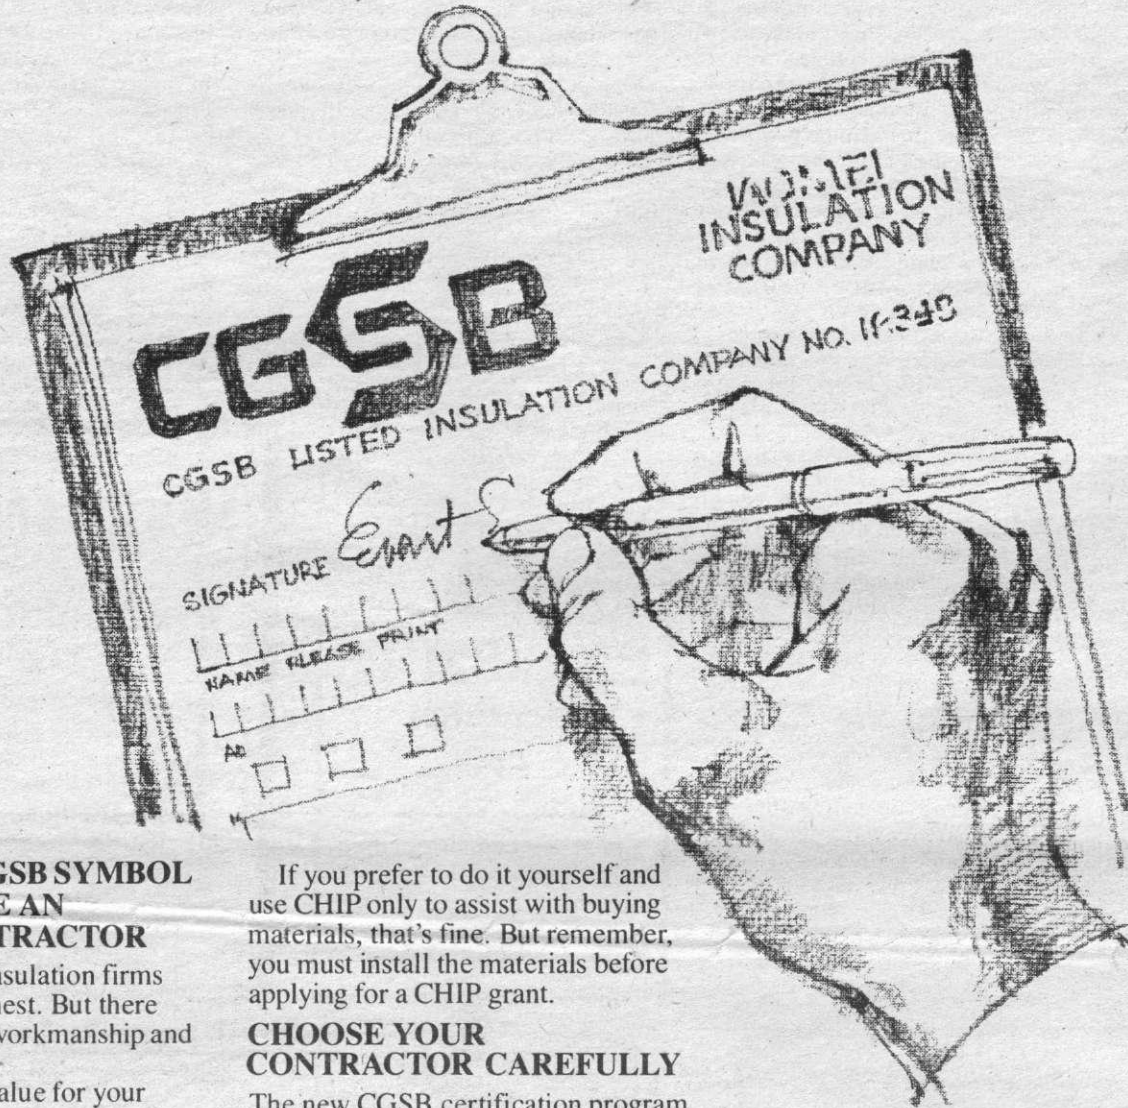 INSULATION
COMPANY
CGSB
CGSB LISTED INSULATION COMPANY NO.
SIGNATURE
NAME PLEASE PRINT
AD
GSB SYMBOL
E AN
TRACTOR
nsulation firms
nest. But there
workmanship and
alue for your
If you prefer to do it yourself and
use CHIP only to assist with buying
materials, that's fine. But remember,
you must install the materials before
applying for a CHIP grant.
CHOOSE YOUR
CONTRACTOR CAREFULLY
The new CGSB certification program